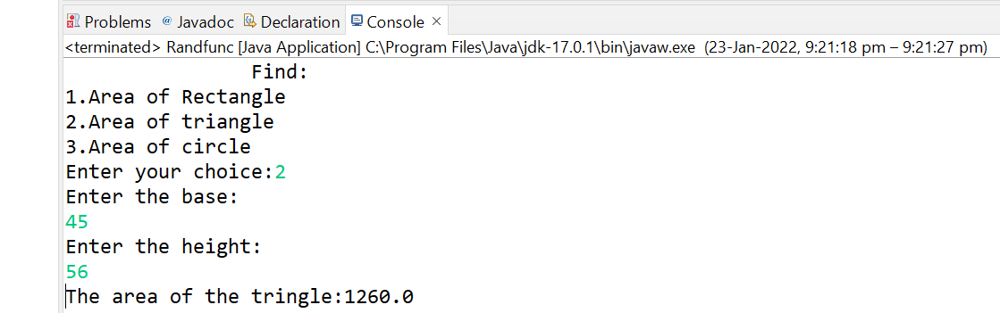 Problems @ Javadoc Declaration Console ×
<terminated> Randfunc [Java Application] C:\Program Files\Java\jdk-17.0.1\bin\javaw.exe (23-Jan-2022, 9:21:18 pm – 9:21:27 pm)
Find:
1.Area of Rectangle
2.Area of triangle
3.Area of circle
Enter your choice:2
Enter the base:
45
Enter the height:
56
The area of the tringle:1260.0